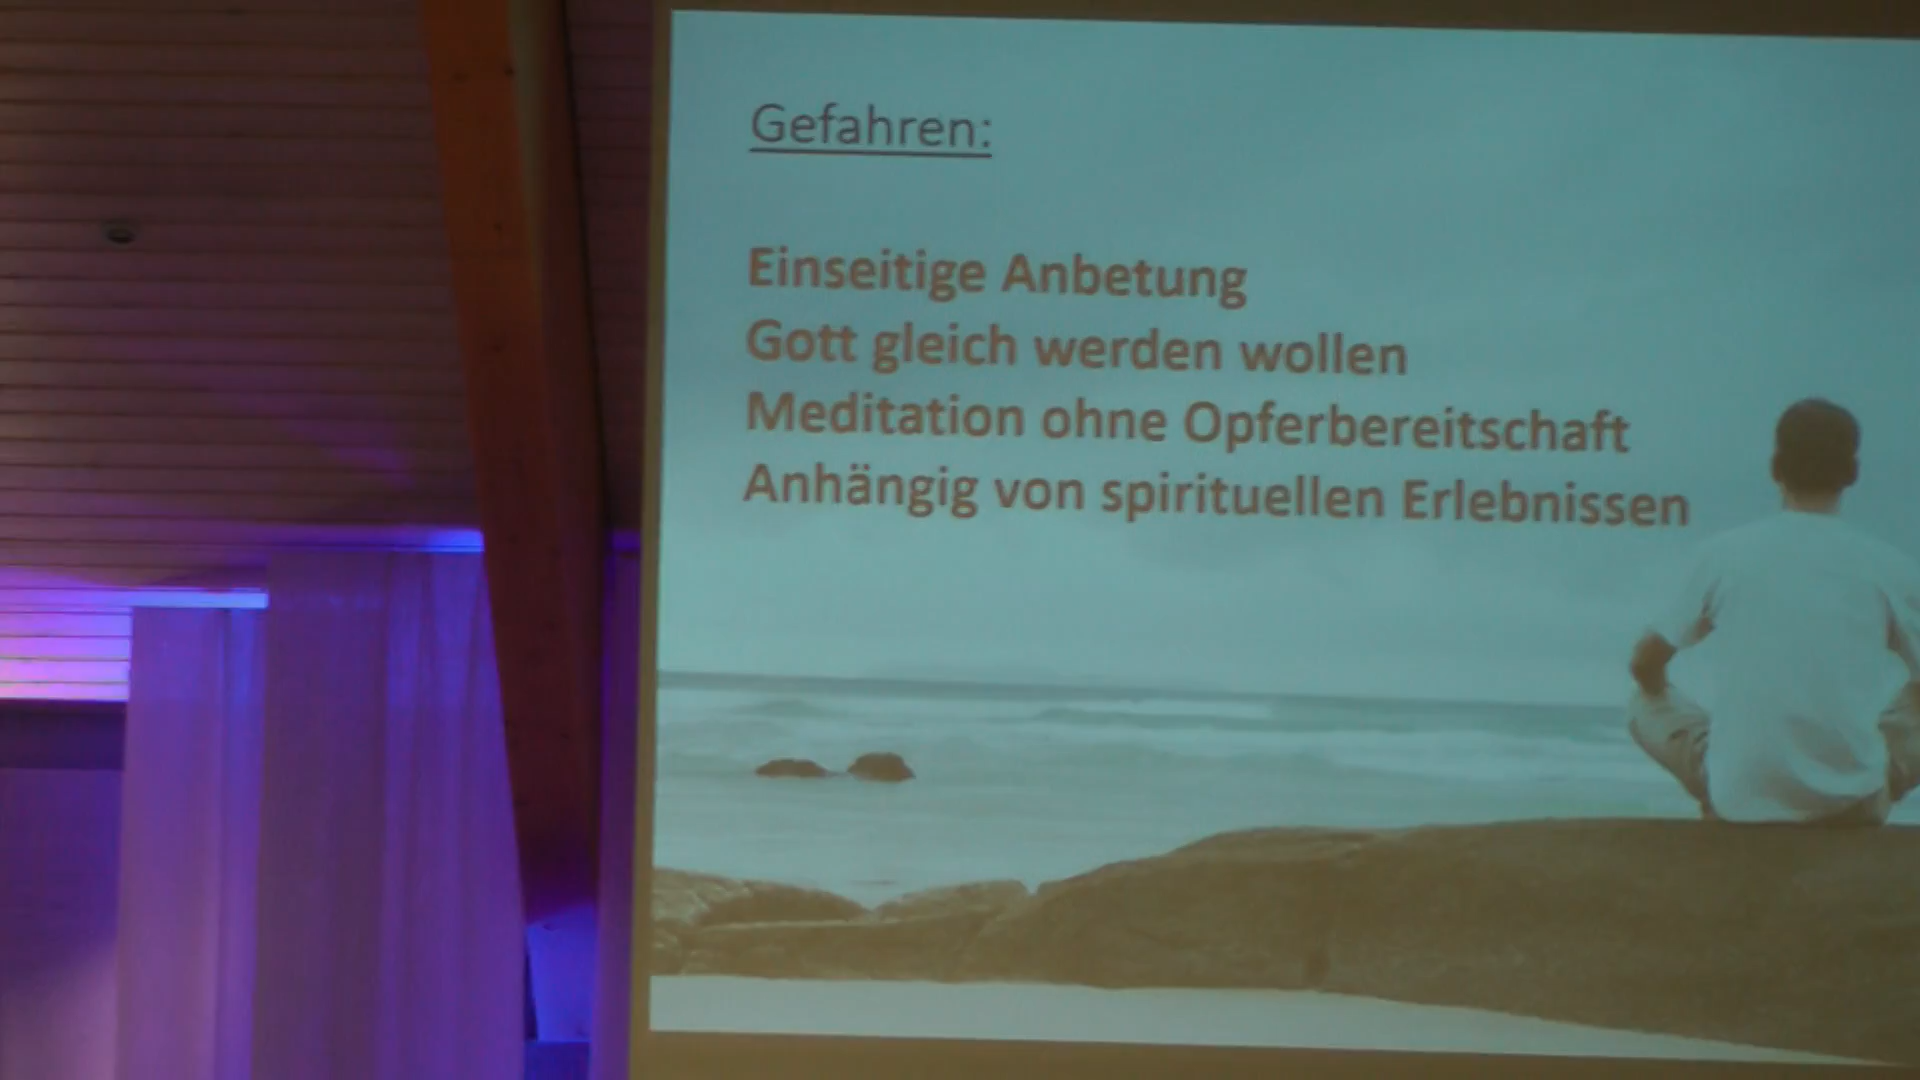 Gefahren:
Einseitige Anbetung
Gott gleich werden wollen
Meditation ohne Opferbereitschaft
Anhängig von spirituellen Erlebnissen